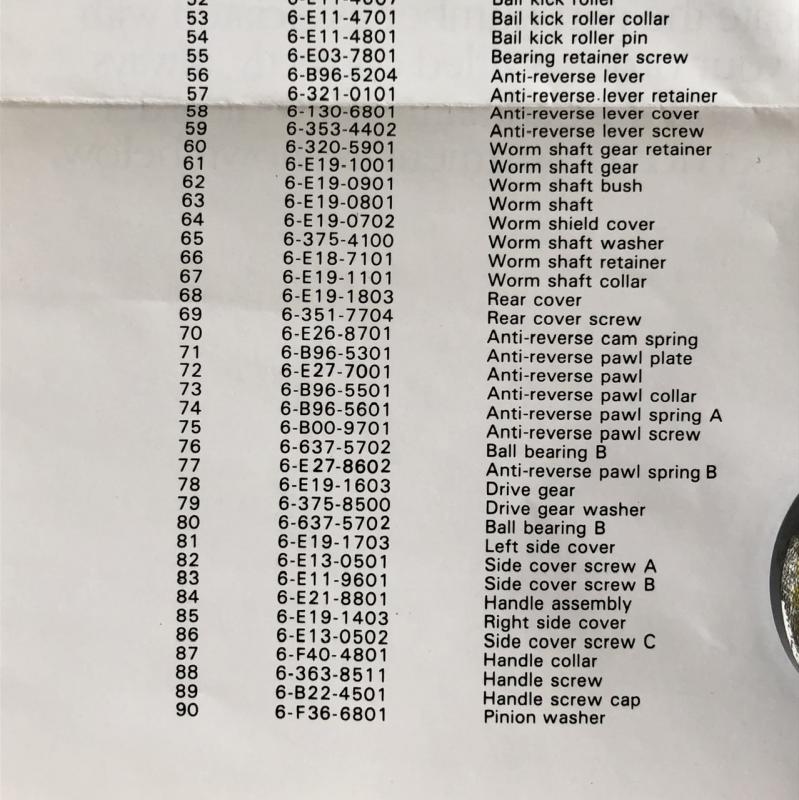 Bail kick roller
53 6-E11-4701 Bail kick roller collar
54 6-E11-4801 Bail kick roller pin
55 6-E03-7801 Bearing retainer screw
56 6-B96-5204 Anti-reverse lever
57 6-321-0101 Anti-reverse lever retainer
58 6-130-6801 Anti-reverse lever cover
59 6-353-4402 Anti-reverse lever screw
60 6-320-5901 Worm shaft gear retainer
61 6-E19-1001 Worm shaft gear
62 6-E19-0901 Worm shaft bush
63 6-E19-0801 Worm shaft
64 6-E19-0702 Worm shield cover
65 6-375-4100 Worm shaft washer
66 6-E18-7101 Worm shaft retainer
67 6-E19-1101 Worm shaft collar
68 6-E19-1803 Rear cover
69 6-351-7704 Rear cover screw
70 6-E26-8701 Anti-reverse cam spring
71 6-B96-5301 Anti-reverse pawl plate
72 6-E27-7001 Anti-reverse pawl
73 6-B96-5501 Anti-reverse pawl collar
74 6-B96-5601 Anti-reverse pawl spring A
75 6-B00-9701 Anti-reverse pawl screw
76 6-637-5702 Ball bearing B
77 6-E27-8602 Anti-reverse pawl spring B
78 6-E19-1603 Drive gear
79 6-375-8500 Drive gear washer
80 6-637-5702 Ball bearing B
81 6-E19-1703 Left side cover
82 6-E13-0501 Side cover screw A
83 6-E11-9601 Side cover screw B
84 6-E21-8801 Handle assembly
85 6-E19-1403 Right side cover
86 6-E13-0502 Side cover screw C
87 6-F40-4801 Handle collar
88 6-363-8511 Handle screw
89 6-B22-4501 Handle screw cap
90 6-F36-6801 Pinion washer